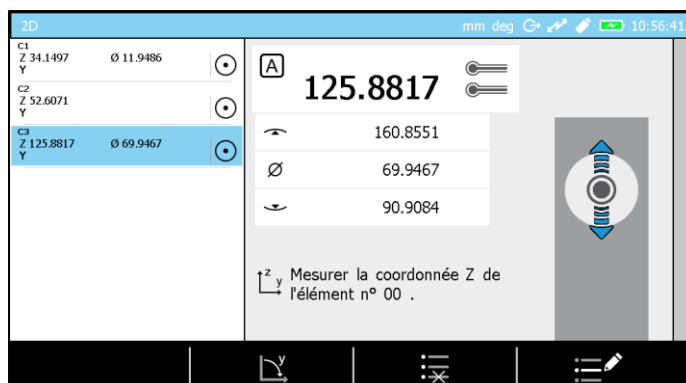 2D
mm deg 10:56:41
C1
Z 34.1497 Ø 11.9486
Y
C2
Z 52.6071
Y
C3
Z 125.8817 Ø 69.9467
Y
A
125.8817
160.8551
Ø 69.9467
90.9084
z y Mesurer la coordonnée Z de
l'élément n° 00 .
y